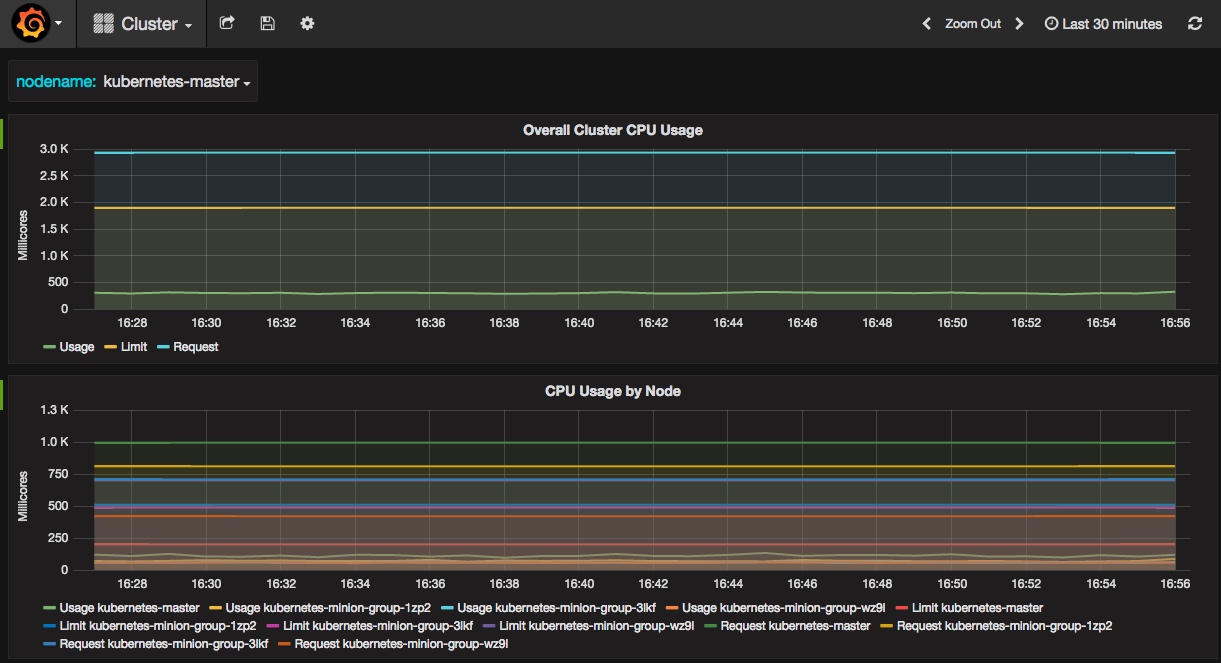 Cluster Zoom Out Last 30 minutes
nodename: kubernetes-master
Overall Cluster CPU Usage
3.0 K
2.5 K
2.0 K
1.5 K
1.0 K
500
0
Millicores
16:28 16:30 16:32 16:34 16:36 16:38 16:40 16:42 16:44 16:46 16:48 16:50 16:52 16:54 16:56
Usage Limit Request
CPU Usage by Node
1.3 K
1.0 K
750
500
250
0
Millicores
16:28 16:30 16:32 16:34 16:36 16:38 16:40 16:42 16:44 16:46 16:48 16:50 16:52 16:54 16:56
Usage kubernetes-master Usage kubernetes-minion-group-1zp2 Usage kubernetes-minion-group-3lkf Usage kubernetes-minion-group-wz9l Limit kubernetes-master
Limit kubernetes-minion-group-1zp2 Limit kubernetes-minion-group-3lkf Limit kubernetes-minion-group-wz9l Request kubernetes-master Request kubernetes-minion-group-1zp2
Request kubernetes-minion-group-3lkf Request kubernetes-minion-group-wz9l